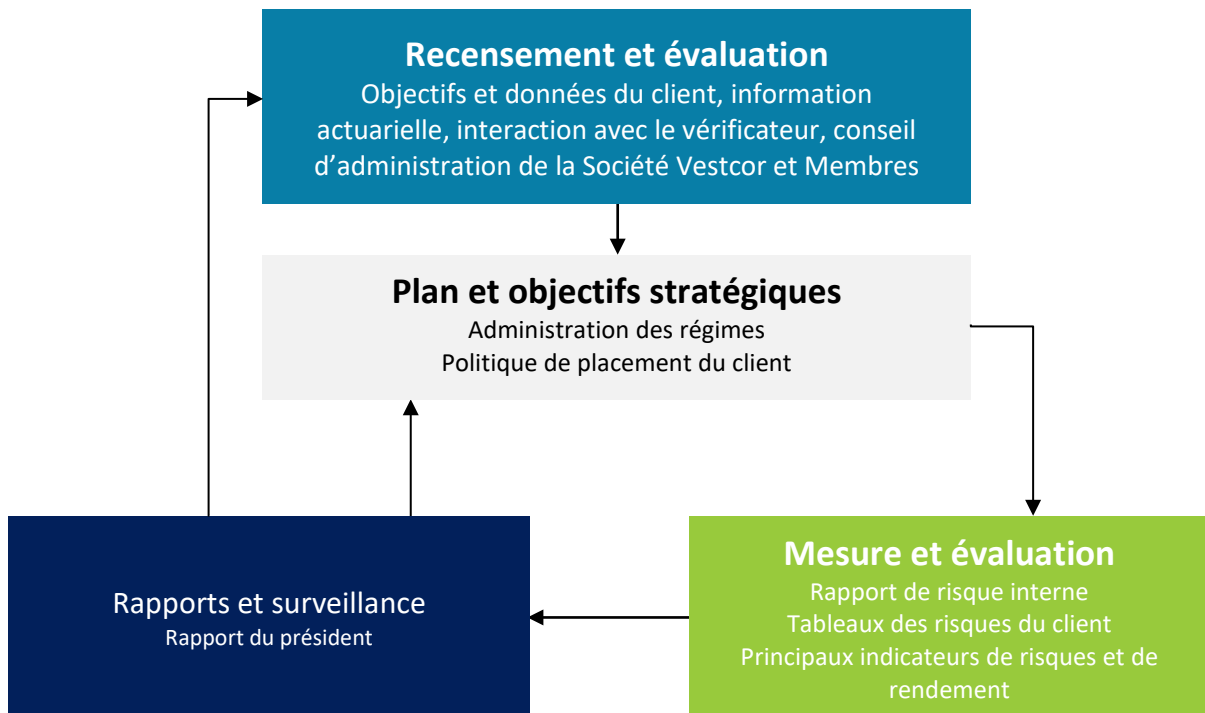 Recensement et évaluation
Objectifs et données du client, information
actuarielle, interaction avec le vérificateur, conseil
d’administration de la Société Vestcor et Membres
Plan et objectifs stratégiques
Administration des régimes
Politique de placement du client
Rapports et surveillance
Rapport du président
Mesure et évaluation
Rapport de risque interne
Tableaux des risques du client
Principaux indicateurs de risques et de
rendement